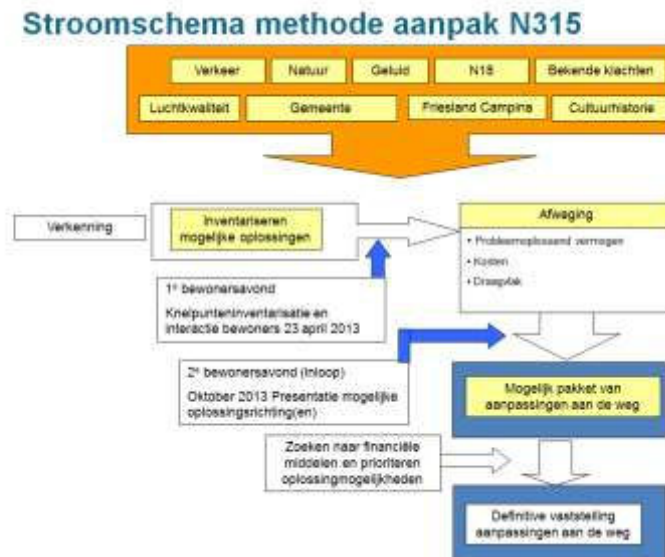 Stroomschema methode aanpak N315
Verkeer
Natuur
Geluid
N18
Bekende klachten
Luchtkwaliteit
Gemeente
Friesland Campina
Cultuurhistorie
Verkenning
Inventariseren
mogelijke oplossingen
Afweging
• Probleemoplossend vermogen
• Kosten
• Draagvlak
1e bewonersavond
Knelpunteninventarisatie en
interactie bewoners 23 april 2013
2e bewonersavond (Inloop)
Oktober 2013 Presentatie mogelijke
oplossingsrichting(en)
Mogelijk pakket van
aanpassingen aan de weg
Zoeken naar financiële
middelen en prioriteren
oplossingmogelijkheden
Definitive vaststelling
aanpassingen aan de weg